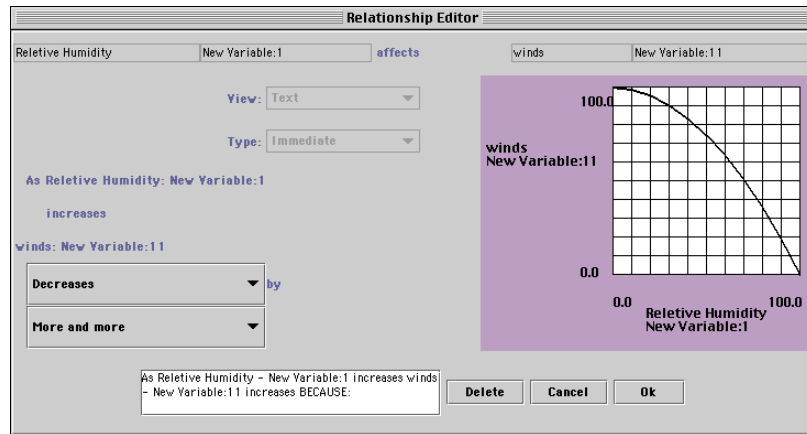 Relationship Editor
Reletive Humidity New Variable:1 affects winds New Variable:11
View: Text
Type: Immediate
As Reletive Humidity: New Variable:1
increases
winds: New Variable:11
Decreases by
More and more
100.0
winds
New Variable:11
0.0
0.0 100.0
Reletive Humidity
New Variable:1
As Reletive Humidity - New Variable:1 increases winds
- New Variable:11 increases BECAUSE:
Delete Cancel Ok